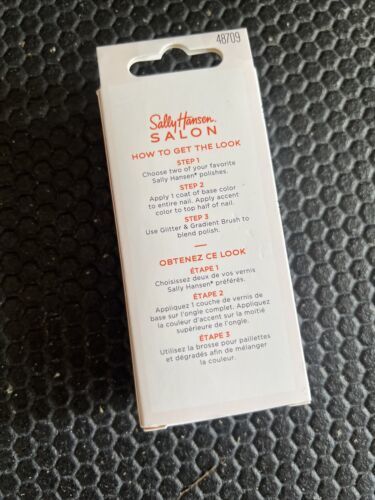 48709
Sally Hansen.
SALON
HOW TO GET THE LOOK
STEP 1
Choose two of your favorite
Sally Hansen® polishes.
STEP 2
Apply 1 coat of base color
to entire nail. Apply accent
color to top half of nail.
STEP 3
Use Glitter & Gradient Brush to
blend polish.
OBTENEZ CE LOOK
ÉTAPE 1
Choisissez deux de vos vernis
Sally Hansen® préférés.
ÉTAPE 2
Appliquez 1 couche de vernis de
base sur l'ongle complet. Appliquez
la couleur d'accent sur la moitié
supérieure de l'ongle.
ÉTAPE 3
Utilisez la brosse pour paillettes
et dégradés afin de mélanger
la couleur.